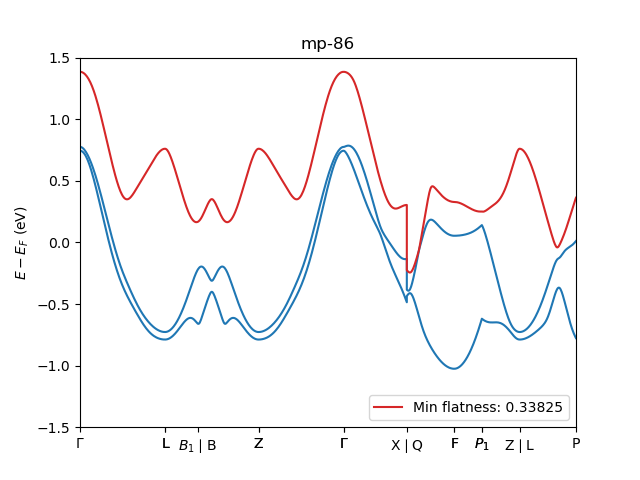 mp-86
E − E_F (eV)
1.5
1.0
0.5
0.0
−0.5
−1.0
−1.5
Min flatness: 0.33825
Γ L B₁ | B Z Γ X | Q F P₁ Z | L P